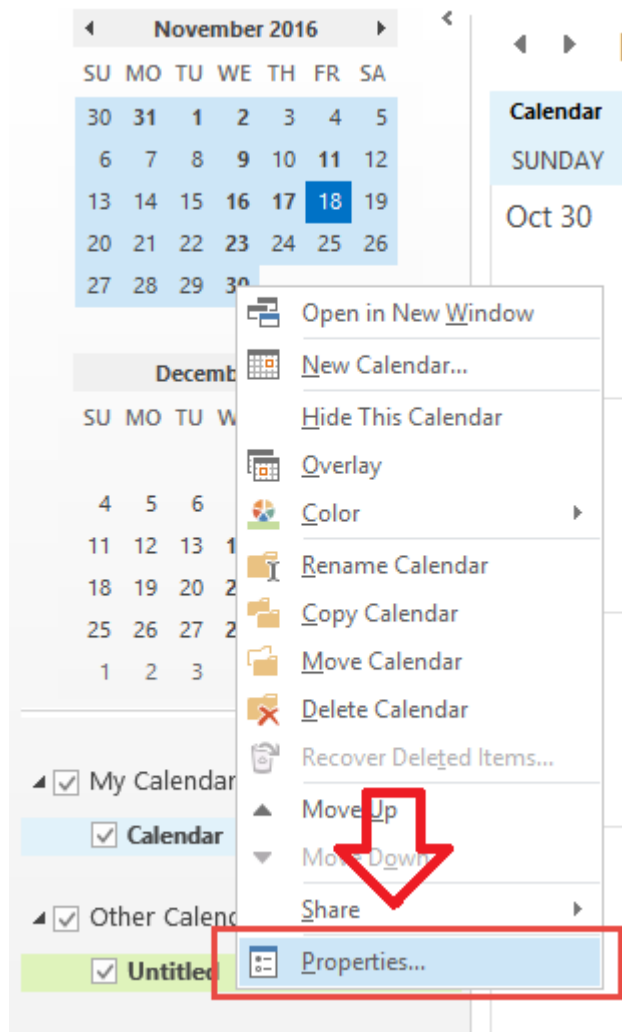 November 2016
SU MO TU WE TH FR SA
30 31 1 2 3 4 5
6 7 8 9 10 11 12
13 14 15 16 17 18 19
20 21 22 23 24 25 26
27 28 29 30
Calendar
SUNDAY
Oct 30
Open in New Window
New Calendar...
Hide This Calendar
Overlay
Color
Rename Calendar
Copy Calendar
Move Calendar
Delete Calendar
Recover Deleted Items...
Move Up
Move Down
Share
Properties...
Decemb
SU MO TU W
4 5 6
11 12 13 1
18 19 20 2
25 26 27 2
1 2 3
My Calendar
Calendar
Other Calend
Untitled